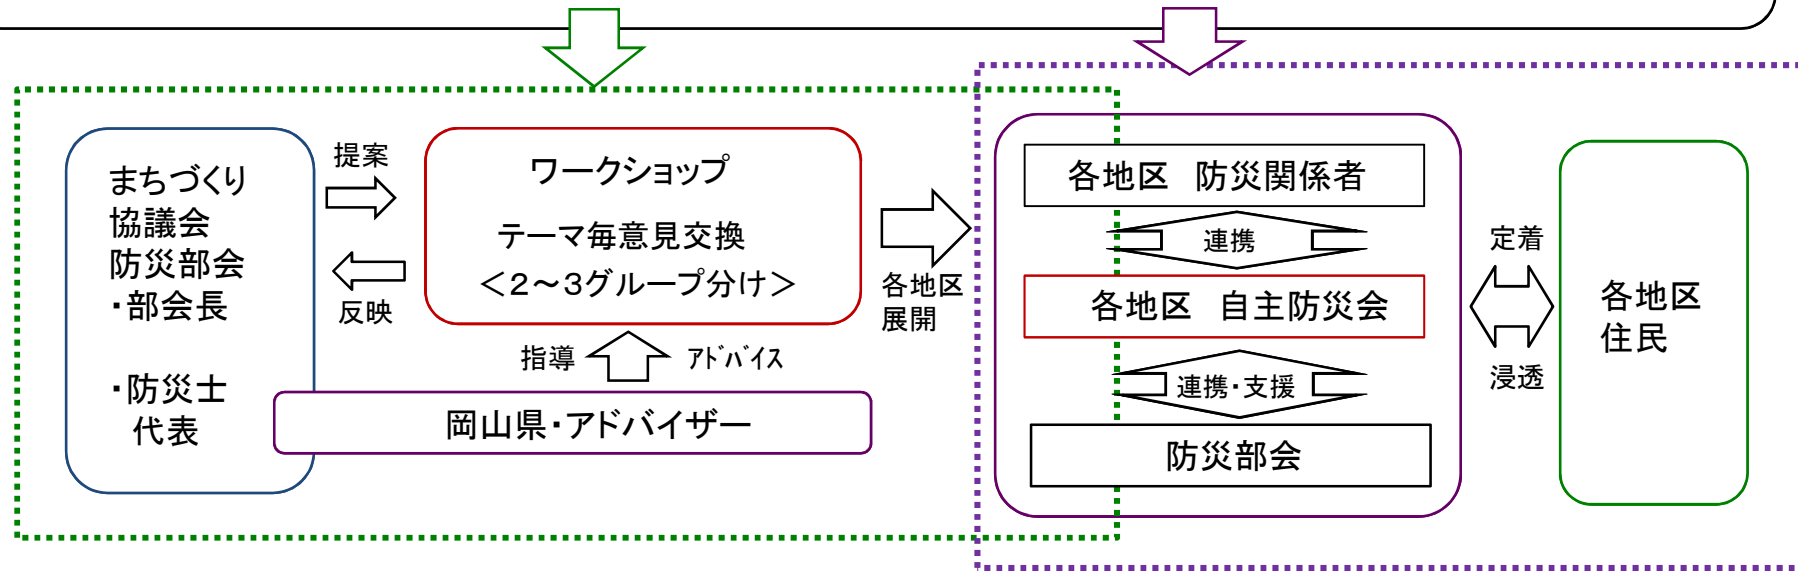 まちづくり
協議会
防災部会
・部会長
・防災士
代表
提案
反映
ワークショップ
テーマ毎意見交換
＜２～３グループ分け＞
指導
ｱﾄﾞﾊﾞｲｽ
岡山県・アドバイザー
各地区
展開
各地区　防災関係者
連携
各地区　自主防災会
連携・支援
防災部会
定着
浸透
各地区
住民